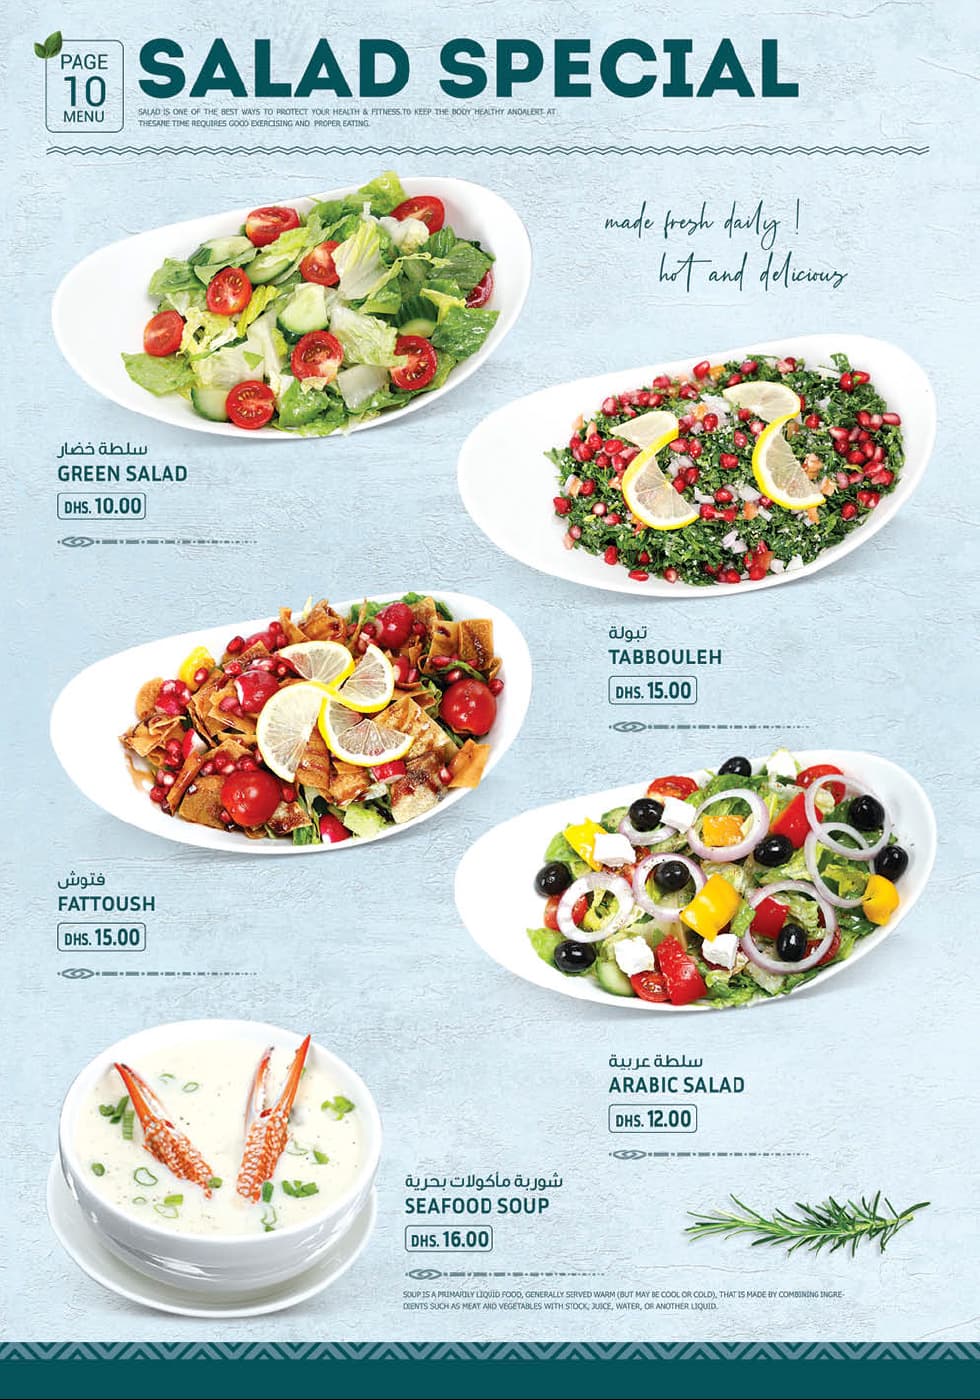 PAGE
10
MENU
SALAD SPECIAL
SALAD IS ONE OF THE BEST WAYS TO PROTECT YOUR HEALTH & FITNESS.TO KEEP THE BODY HEALTHY ANDALERT AT
THESAME TIME REQUIRES GOOD EXERCISING AND PROPER EATING.
made fresh daily !
hot and delicious
سلطة خضار
GREEN SALAD
DHS. 10.00
تبولة
TABBOULEH
DHS. 15.00
فتوش
FATTOUSH
DHS. 15.00
سلطة عربية
ARABIC SALAD
DHS. 12.00
شوربة مأكولات بحرية
SEAFOOD SOUP
DHS. 16.00
SOUP IS A PRIMARILY LIQUID FOOD, GENERALLY SERVED WARM (BUT MAY BE COOL OR COLD), THAT IS MADE BY COMBINING INGRE-
DIENTS SUCH AS MEAT AND VEGETABLES WITH STOCK, JUICE, WATER, OR ANOTHER LIQUID.